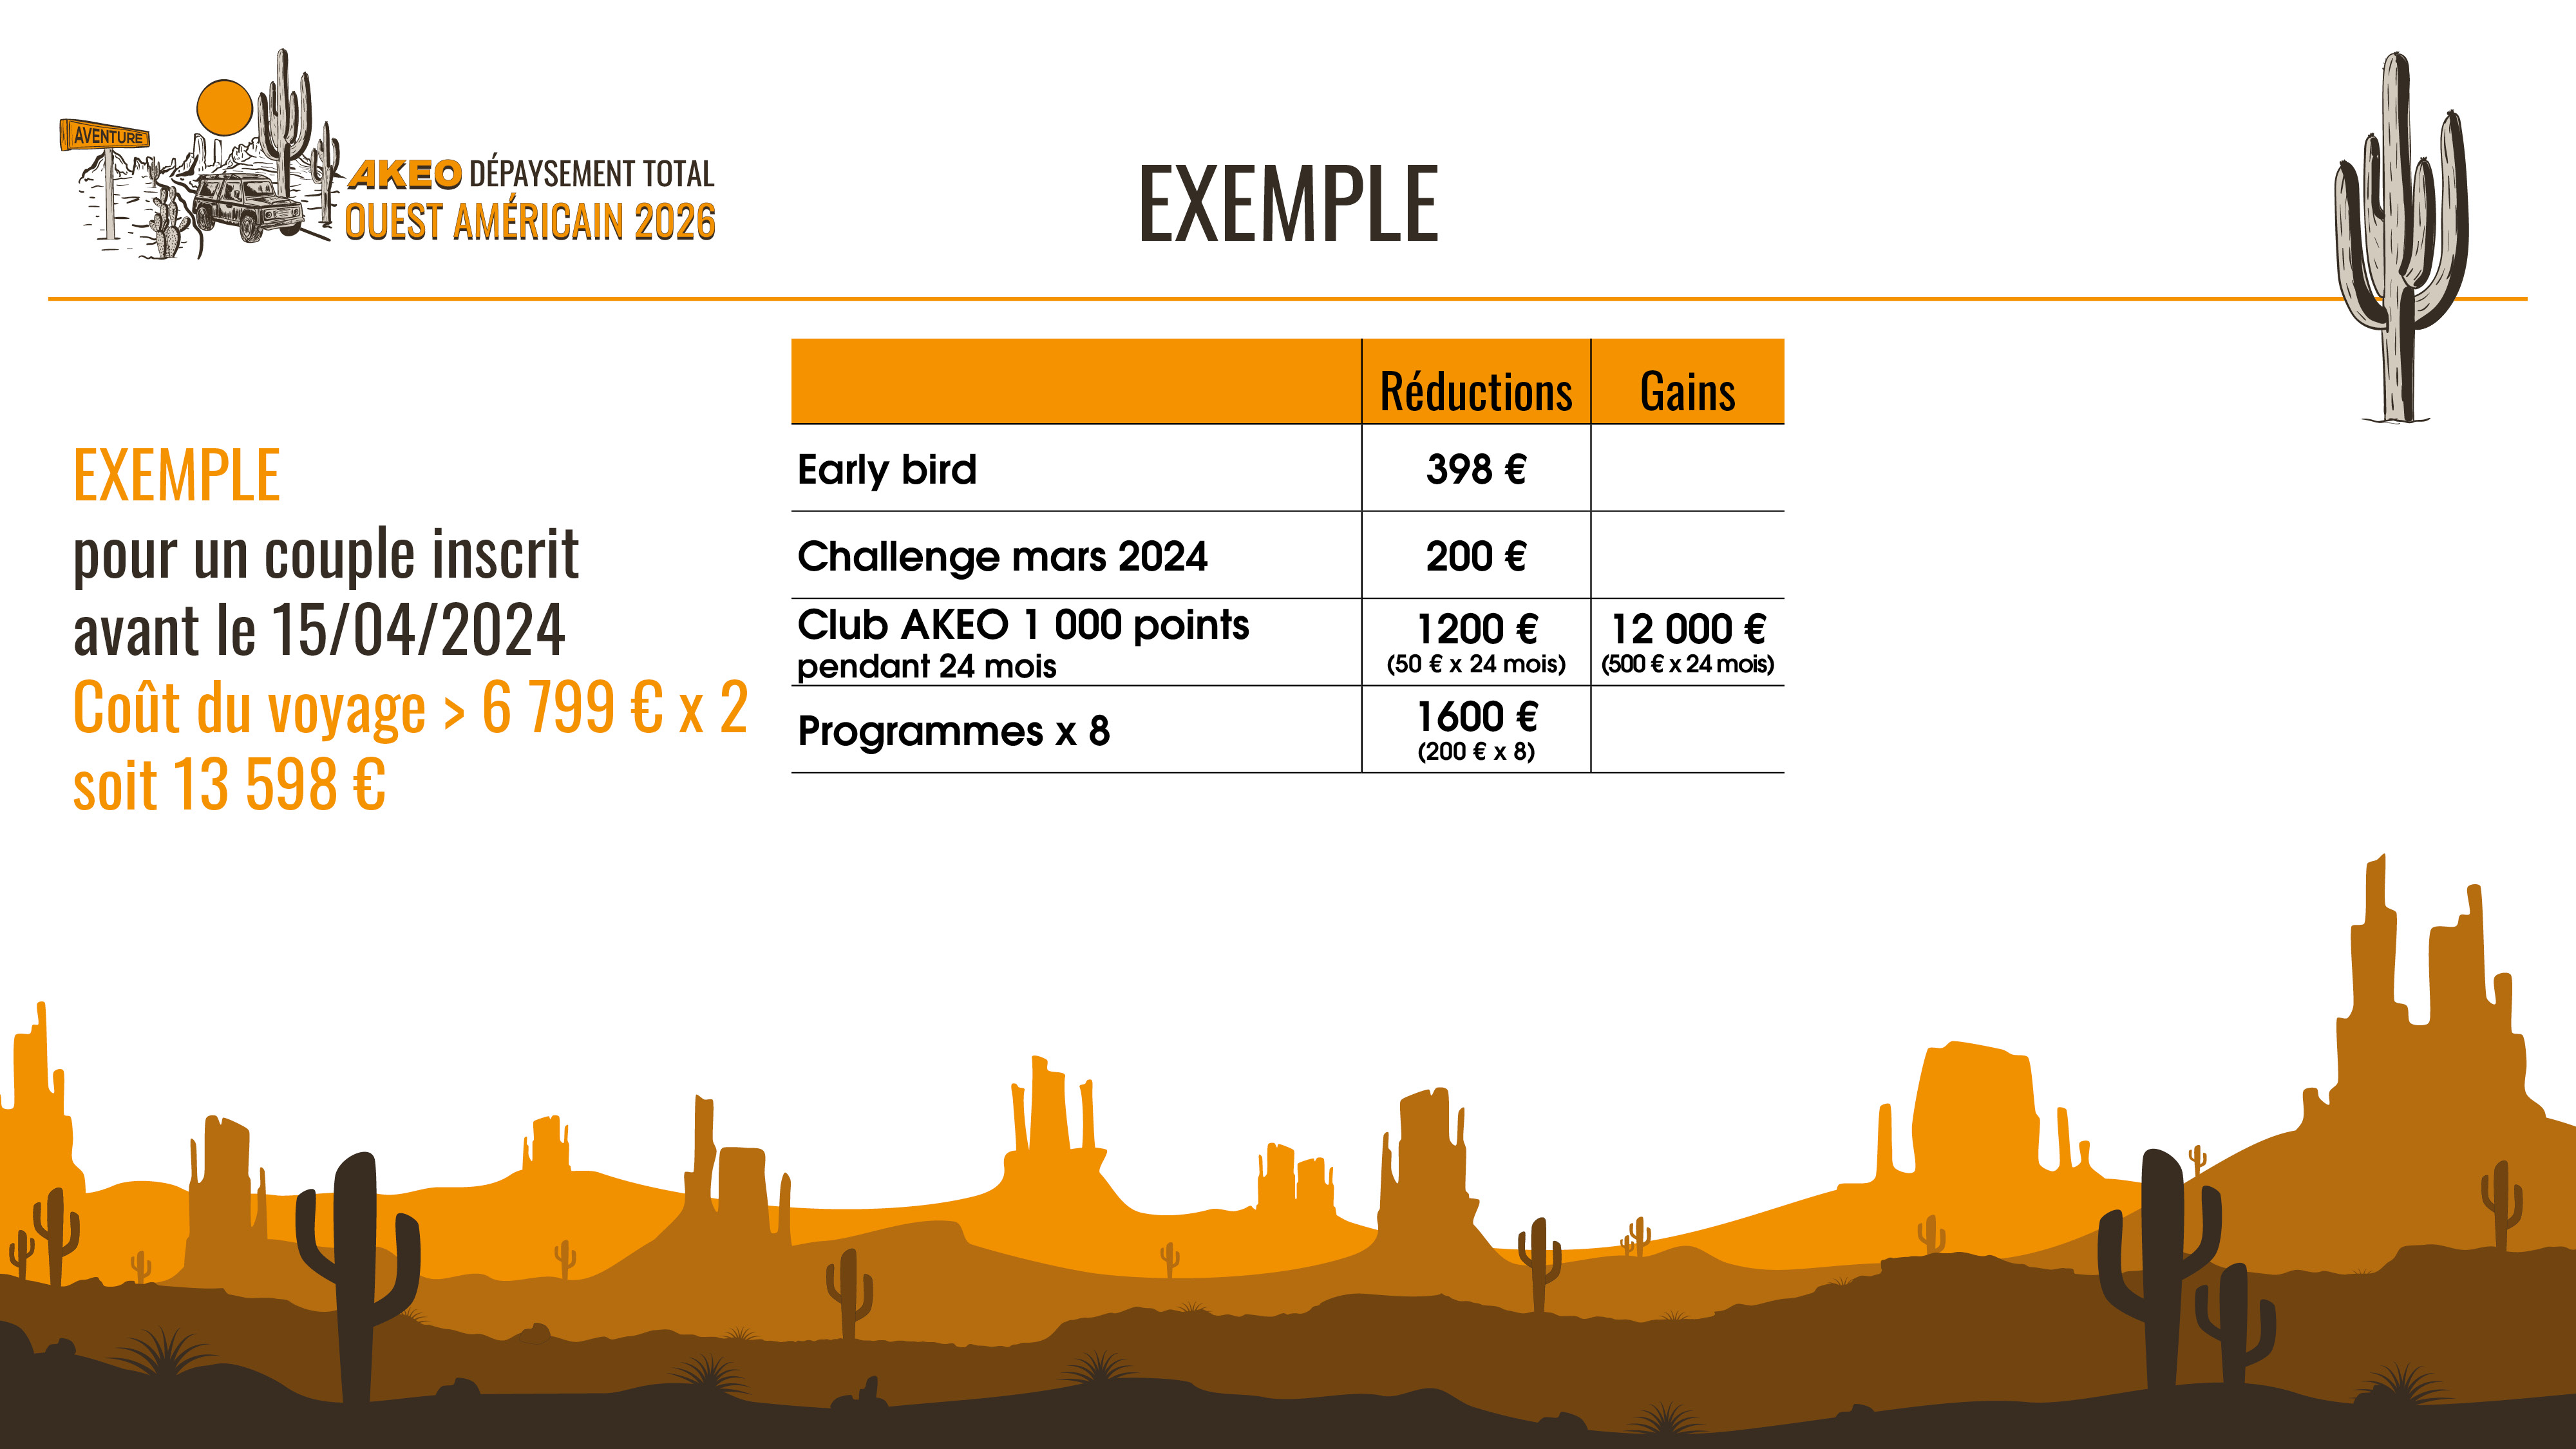 AVENTURE
AKEO DÉPAYSEMENT TOTAL
OUEST AMÉRICAIN 2026
EXEMPLE
EXEMPLE
pour un couple inscrit
avant le 15/04/2024
Coût du voyage > 6 799 € x 2
soit 13 598 €
Réductions Gains
Early bird 398 €
Challenge mars 2024 200 €
Club AKEO 1 000 points 1200 € 12 000 €
pendant 24 mois (50 € x 24 mois) (500 € x 24 mois)
Programmes x 8 1600 €
(200 € x 8)